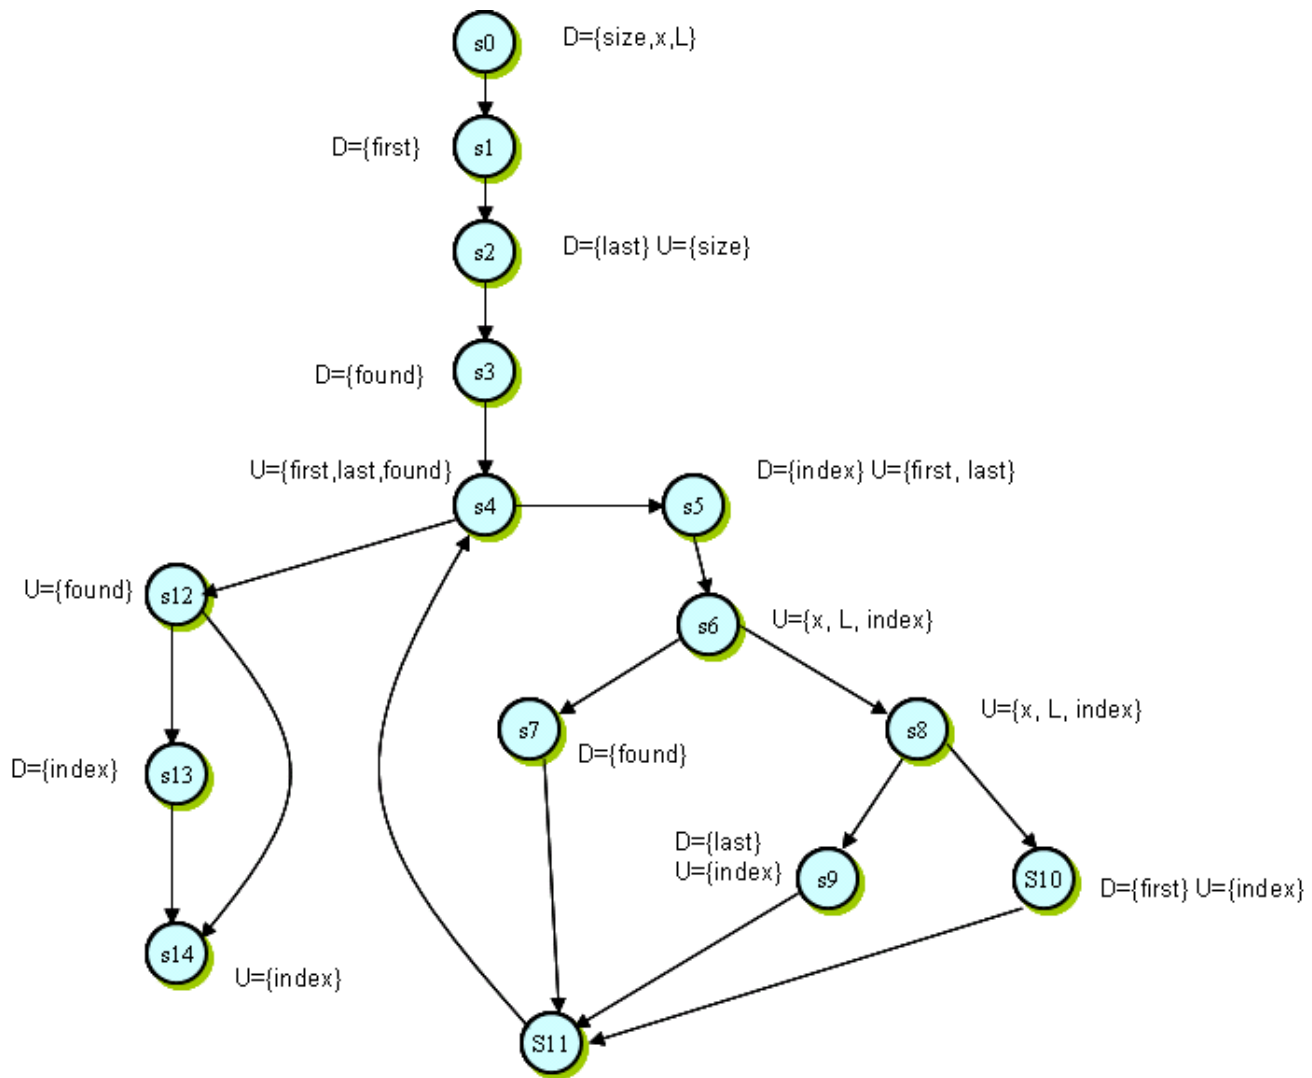 s0
D={size,x,L}
D={first}
s1
s2
D={last} U={size}
D={found}
s3
U={first,last,found}
s4
s5
D={index} U={first, last}
U={found}
s12
s6
U={x, L, index}
s7
D={found}
s8
U={x, L, index}
D={index}
s13
D={last}
U={index}
s9
S10
D={first} U={index}
s14
U={index}
S11